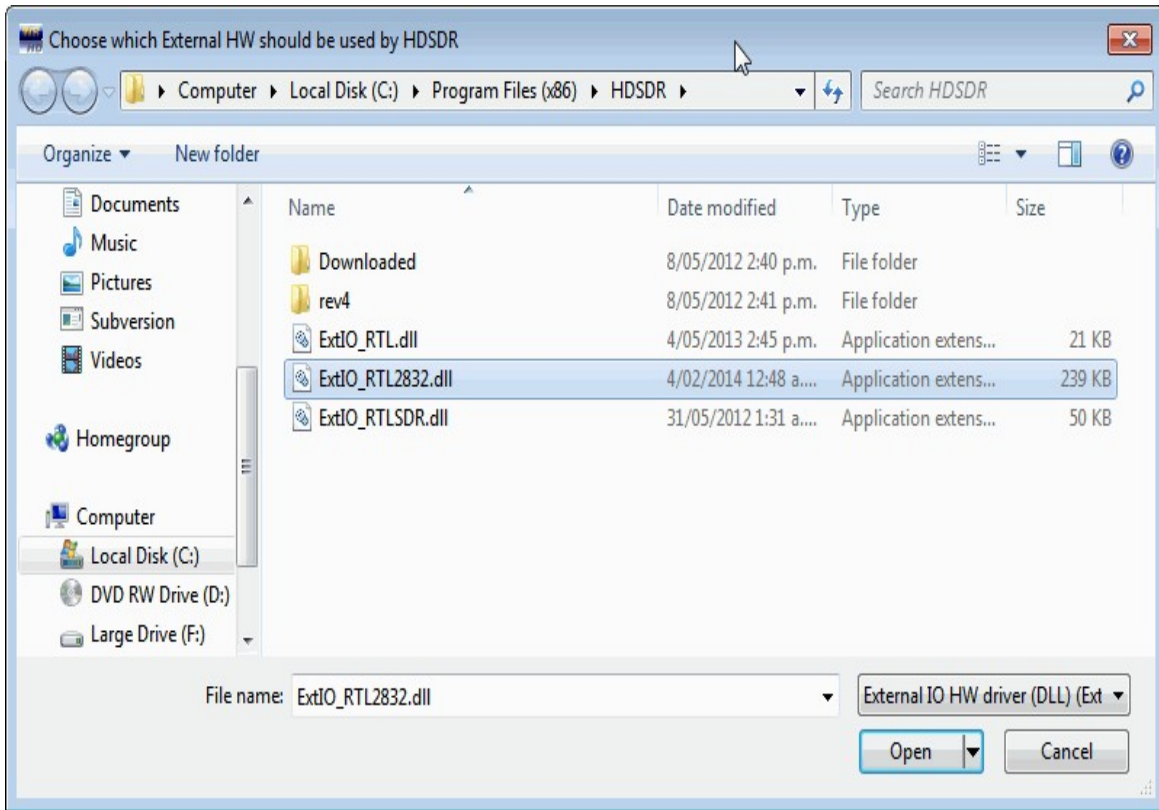 Choose which External HW should be used by HDSDR
Computer Local Disk (C:) Program Files (x86) HDSDR
Search HDSDR
Organize New folder
Documents
Music
Pictures
Subversion
Videos
Homegroup
Computer
Local Disk (C:)
DVD RW Drive (D:)
Large Drive (F:)
Name Date modified Type Size
Downloaded 8/05/2012 2:40 p.m. File folder
rev4 8/05/2012 2:41 p.m. File folder
ExtIO_RTL.dll 4/05/2013 2:45 p.m. Application extens... 21 KB
ExtIO_RTL2832.dll 4/02/2014 12:48 a.... Application extens... 239 KB
ExtIO_RTLSDR.dll 31/05/2012 1:31 a.... Application extens... 50 KB
File name: ExtIO_RTL2832.dll External IO HW driver (DLL) (Ext
Open Cancel